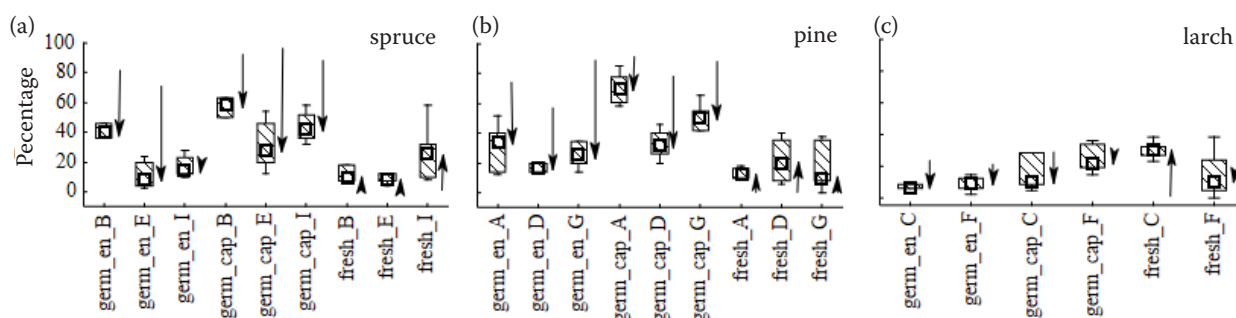 (a)
spruce
Pecentage
100
80
60
40
20
0
germ_en_B
germ_en_E
germ_en_I
germ_cap_B
germ_cap_E
germ_cap_I
fresh_B
fresh_E
fresh_I
(b)
pine
germ_en_A
germ_en_D
germ_en_G
germ_cap_A
germ_cap_D
germ_cap_G
fresh_A
fresh_D
fresh_G
(c)
larch
germ_en_C
germ_en_F
germ_cap_C
germ_cap_F
fresh_C
fresh_F